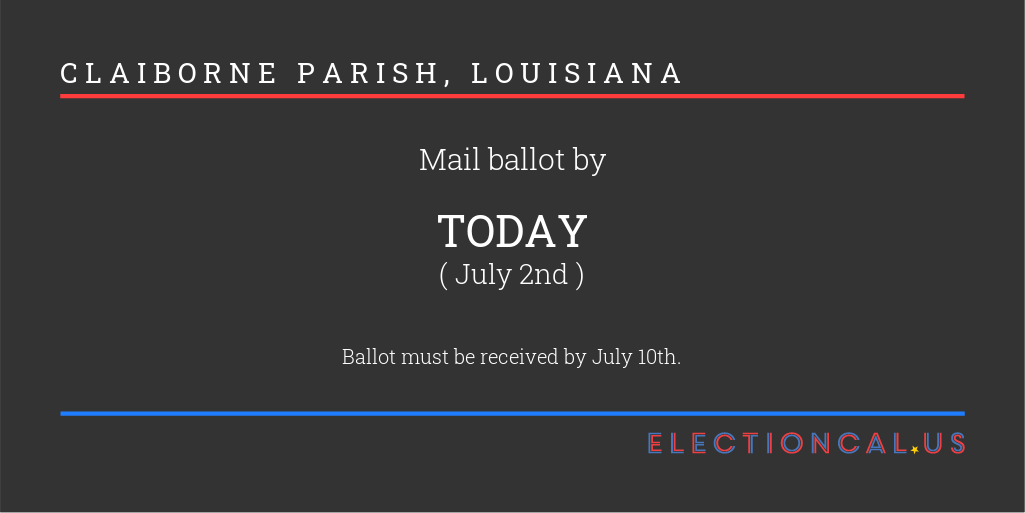 CLAIBORNE PARISH, LOUISIANA
Mail ballot by
TODAY
( July 2nd )
Ballot must be received by July 10th.
ELECTIONCAL.US